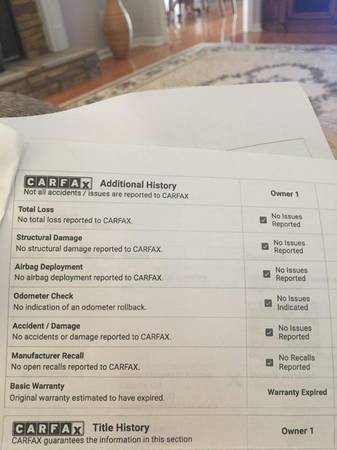 CARFAX Additional History
Not all accidents / issues are reported to CARFAX
Owner 1
Total Loss
No total loss reported to CARFAX.
No Issues
Reported
Structural Damage
No structural damage reported to CARFAX.
No Issues
Reported
Airbag Deployment
No airbag deployment reported to CARFAX.
No Issues
Reported
Odometer Check
No indication of an odometer rollback.
No Issues
Indicated
Accident / Damage
No accidents or damage reported to CARFAX.
No Issues
Reported
Manufacturer Recall
No open recalls reported to CARFAX.
No Recalls
Reported
Basic Warranty
Original warranty estimated to have expired.
Warranty Expired
CARFAX Title History
CARFAX guarantees the information in this section
Owner 1